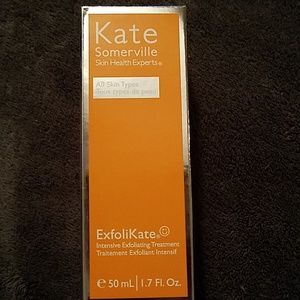 Kate
Somerville
Skin Health Experts®
All Skin Types
Tous types de peau
ExfoliKate®
Intensive Exfoliating Treatment
Traitement Exfoliant Intensif
℮ 50 mL | 1.7 Fl. Oz.